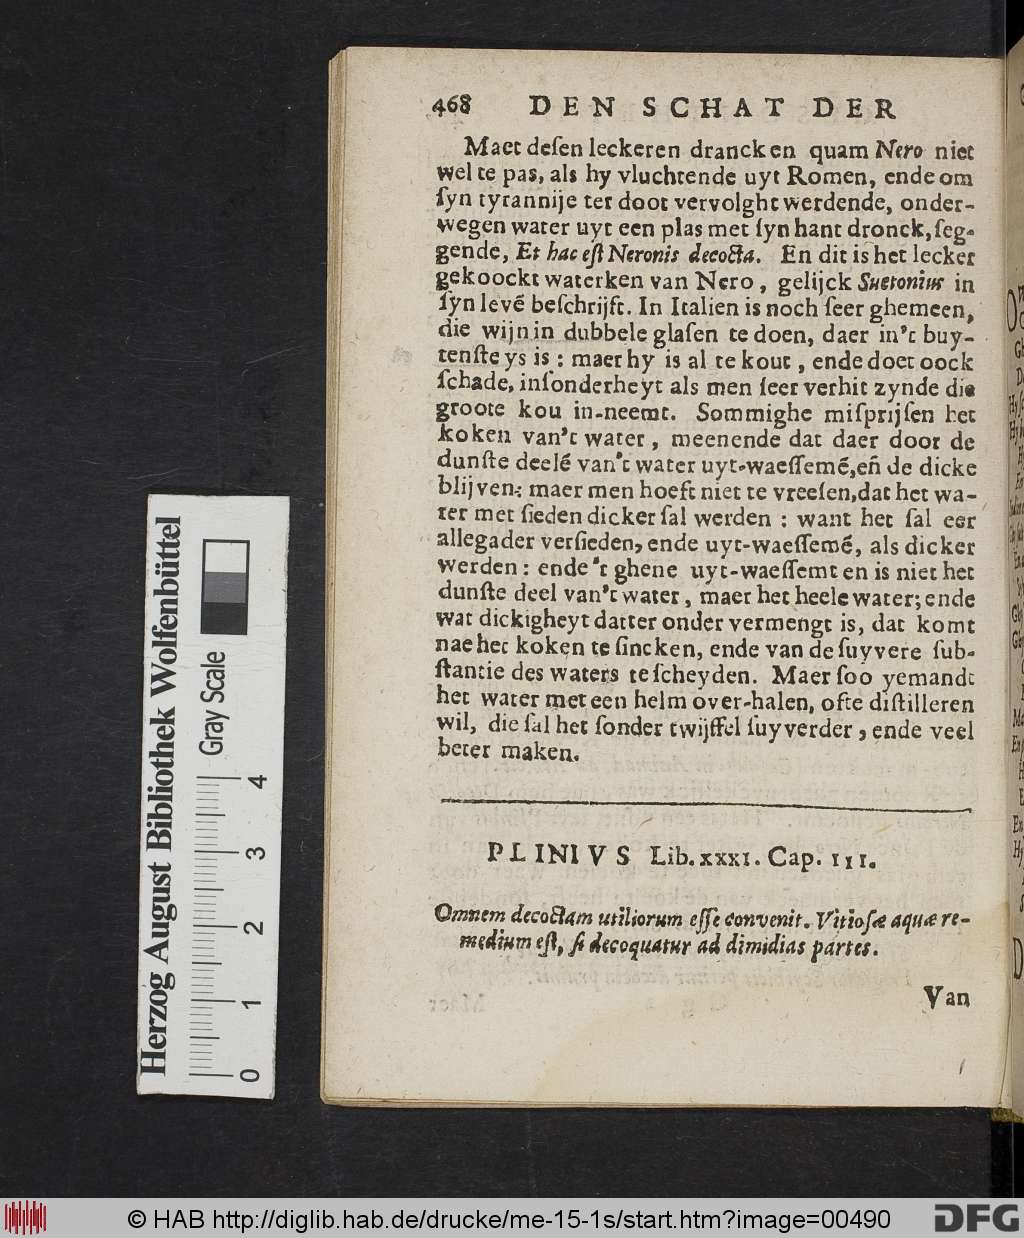 468 DEN SCHAT DER
Maet deſen leckeren drancken quam Nero niet
wel te pas, als hy vluchtende uyt Romen, ende om
ſyn tyrannije ter doot vervolght werdende, onder-
wegen water uyt een plas met ſyn hant dronck, ſeg-
gende, Et hac eſt Neronis decocta. En dit is het lecker
gekoockt waterken van Nero, gelijck Suetonius in
ſyn levé beſchrijft. In Italien is noch ſeer ghemeen,
die wijn in dubbele glaſen te doen, daer in't buy-
tenſte ys is : maer hy is al te kout, ende doet oock
ſchade, inſonderheyt als men ſeer verhit zynde die
groote kou in-neemt. Sommighe miſprijſen het
koken van't water, meenende dat daer door de
dunſte deelé van't water uyt-waeſſemé, eñ de dicke
blijven: maer men hoeft niet te vreeſen, dat het wa-
ter met ſieden dicker ſal werden : want het ſal eer
allegader verſieden, ende uyt-waeſſemé, als dicker
werden : ende 't ghene uyt-waeſſemt en is niet het
dunſte deel van't water, maer het heele water; ende
wat dickigheyt datter onder vermengt is, dat komt
nae het koken te ſincken, ende van de ſuyvere ſub-
ſtantie des waters te ſcheyden. Maer ſoo yemandt
het water met een helm over-halen, ofte diſtilleren
wil, die ſal het ſonder twijffel ſuyverder, ende veel
beter maken.
PLINIVS Lib. XXXI. Cap. III.
Omnem decoctam utiliorum eſſe convenit. Vitioſæ aquæ re-
medium eſt, ſi decoquatur ad dimidias partes.
Van
Herzog August Bibliothek Wolfenbüttel
Gray Scale
0 1 2 3 4
© HAB http://diglib.hab.de/drucke/me-15-1s/start.htm?image=00490
DFG